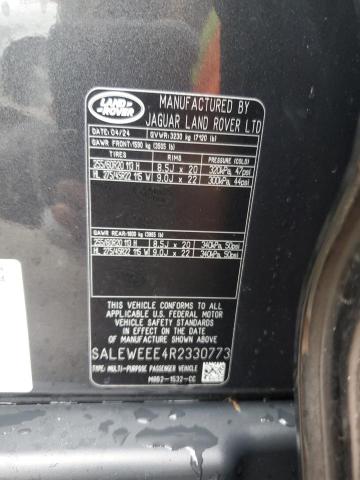 LAND
ROVER
MANUFACTURED BY
JAGUAR LAND ROVER LTD
DATE: 04/24 GVWR: 3230 kg (7120 lb)
GAWR FRONT: 1590 kg (3505 lb)
TIRES RIMS PRESSURE (COLD)
255/60R20 113 H 8.5J x 20 320kPa, 47psi
HL 275/45R22 115 W 9.0J x 22 300kPa, 44psi
GAWR REAR: 1800 kg (3965 lb)
255/60R20 113 H 8.5J x 20 340kPa, 50psi
HL 275/45R22 115 W 9.0J x 22 340kPa, 50psi
THIS VEHICLE CONFORMS TO ALL
APPLICABLE U.S. FEDERAL MOTOR
VEHICLE SAFETY STANDARDS IN
EFFECT ON THE DATE OF
MANUFACTURE SHOWN ABOVE
SALEWEEE4R2330773
TYPE: MULTI-PURPOSE PASSENGER VEHICLE